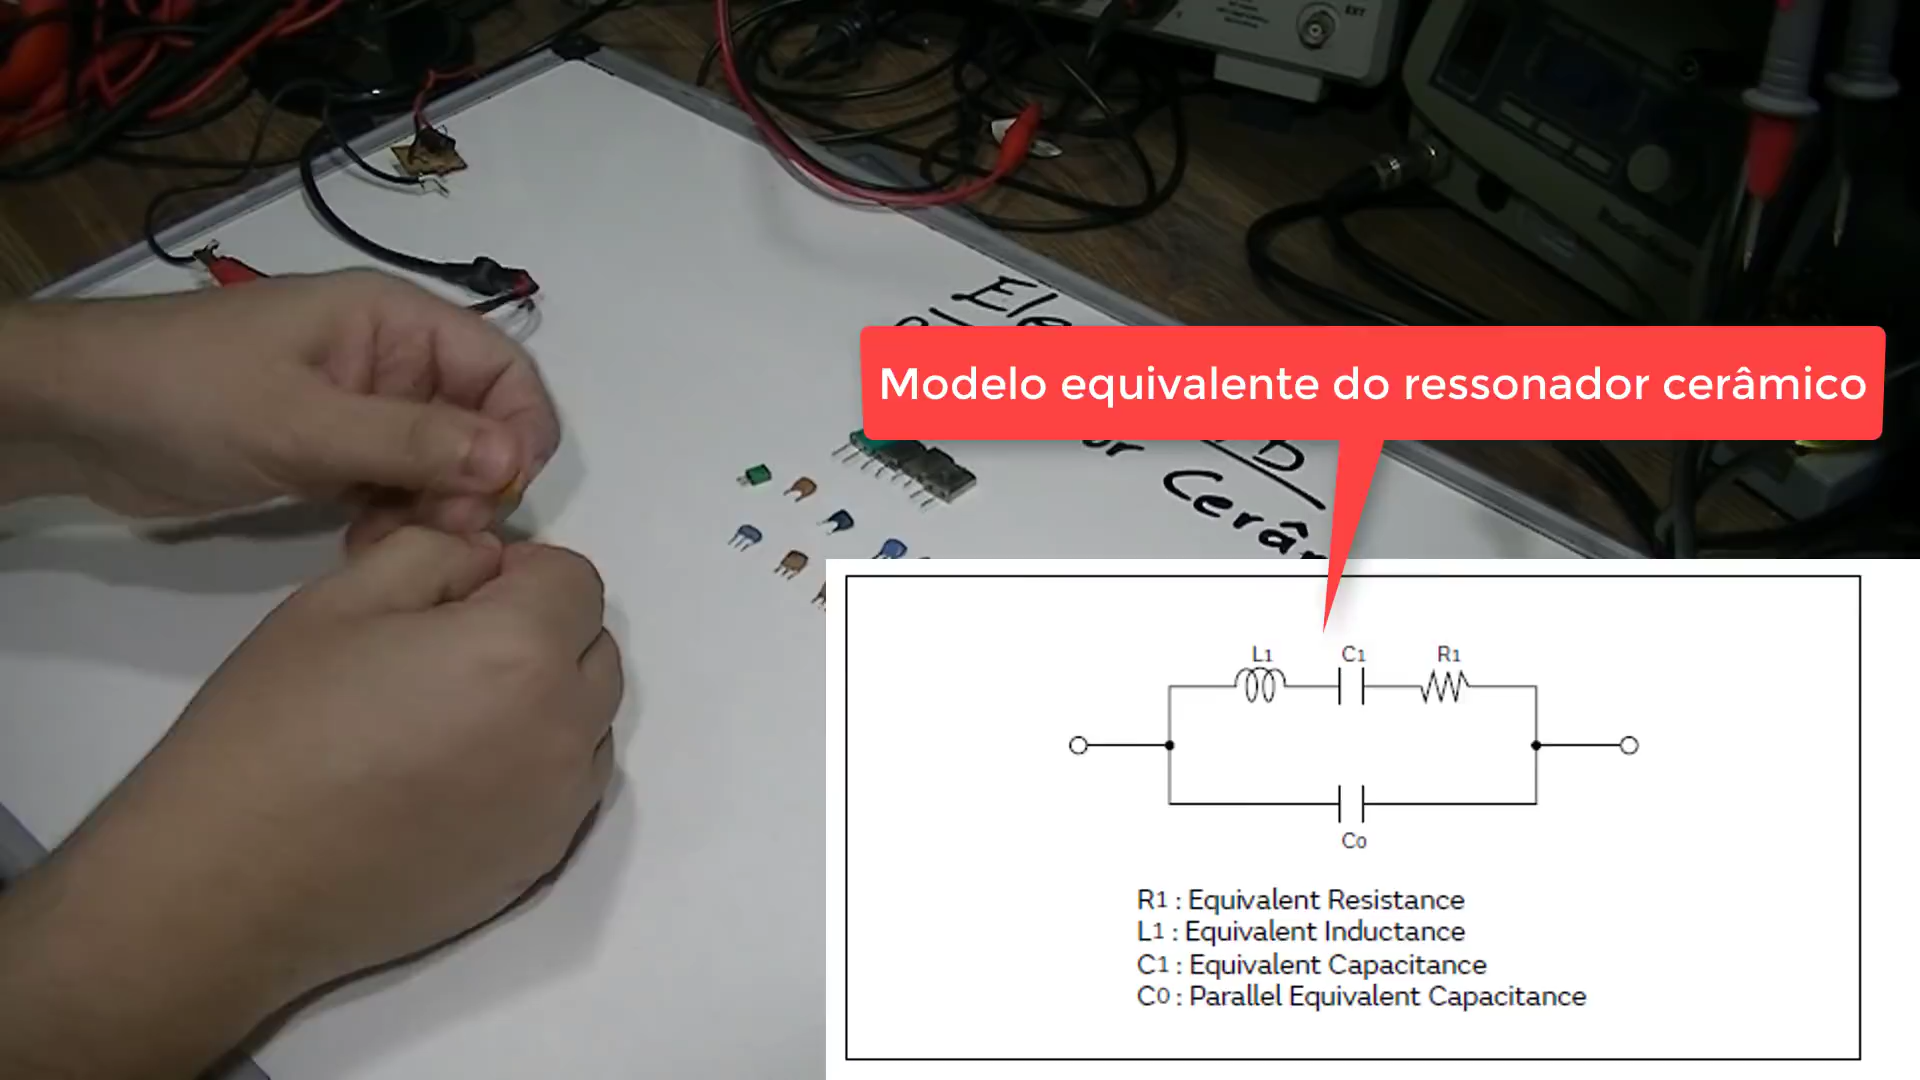 EXT
Modelo equivalente do ressonador cerâmico
L1
C1
R1
C0
R1 : Equivalent Resistance
L1 : Equivalent Inductance
C1 : Equivalent Capacitance
C0 : Parallel Equivalent Capacitance